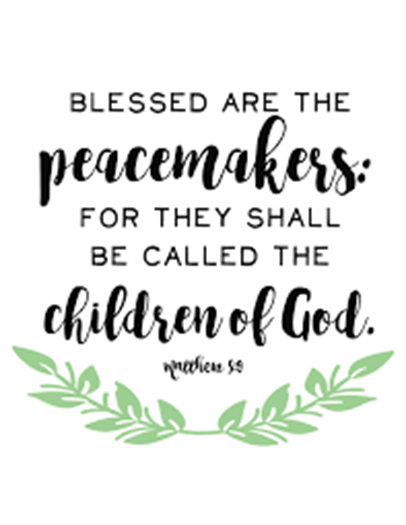 BLESSED ARE THE
peacemakers:
FOR THEY SHALL
BE CALLED THE
children of God.
Matthew 5:9